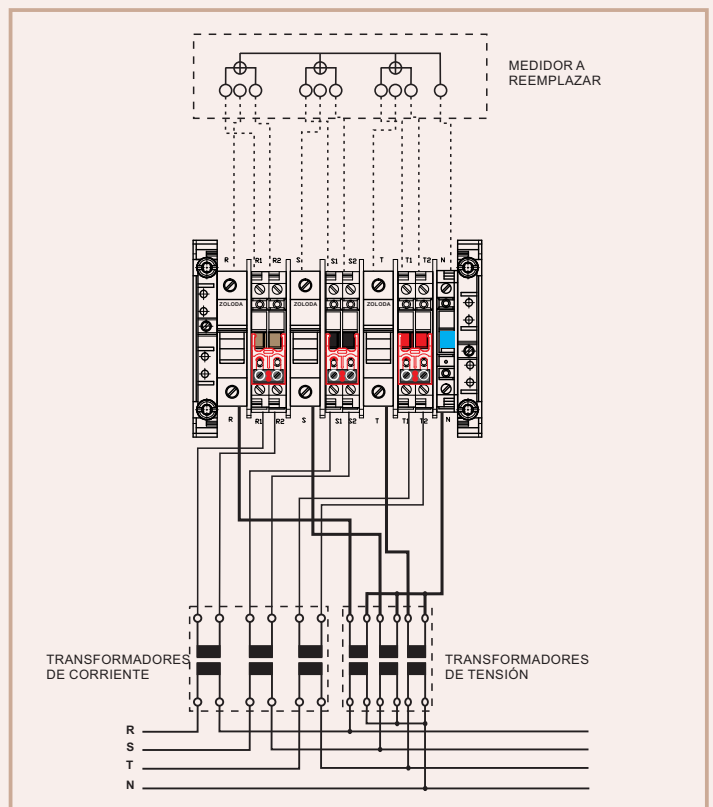 MEDIDOR A
REEMPLAZAR
R R1 R2 S S1 S2 T T1 T2 N
ZOLODA ZOLODA ZOLODA
R R1 R2 S S1 S2 T T1 T2 N
TRANSFORMADORES
DE CORRIENTE
TRANSFORMADORES
DE TENSIÓN
R
S
T
N